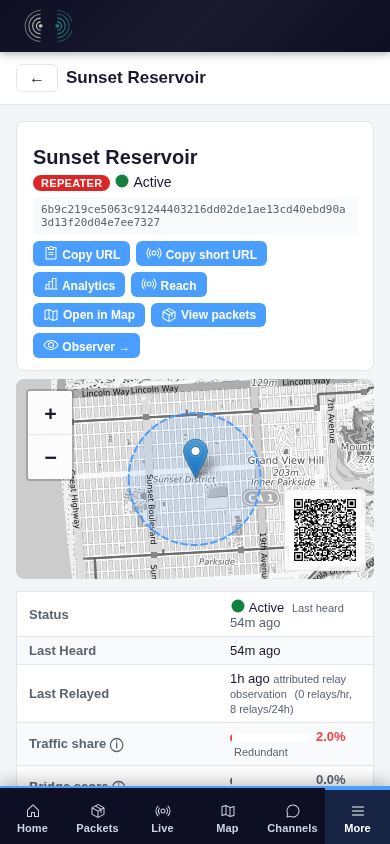 ← Sunset Reservoir
Sunset Reservoir
REPEATER Active
6b9c219ce5063c91244403216dd02de1ae13cd40ebd90a
3d13f20d04e7ee7327
Copy URL Copy short URL
Analytics Reach
Open in Map View packets
Observer →
129m
Lincoln Way Lincoln Way Lincoln Way
7th Avenue
+
−
Grand View Hill
203m
Inner Parkside
Sunset District
Sunset Boulevard
Great Highway
CA 1
19th Avenue
Parkside
Status Active Last heard
54m ago
Last Heard 54m ago
Last Relayed 1h ago attributed relay
observation (0 relays/hr,
8 relays/24h)
Traffic share ⓘ 2.0%
Redundant
Bridge score ⓘ 0.0%
Home Packets Live Map Channels More